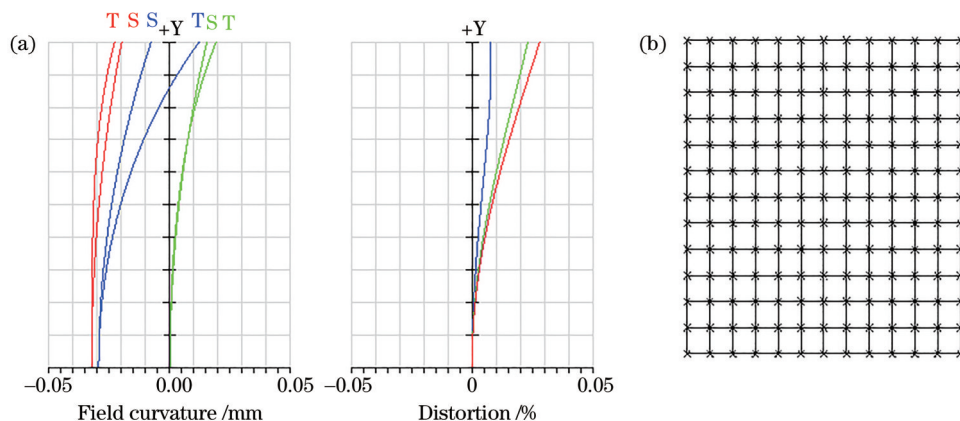 T S S T S T
(a) +Y +Y (b)
−0.05 0.00 0.05 −0.05 0 0.05
Field curvature /mm Distortion /%